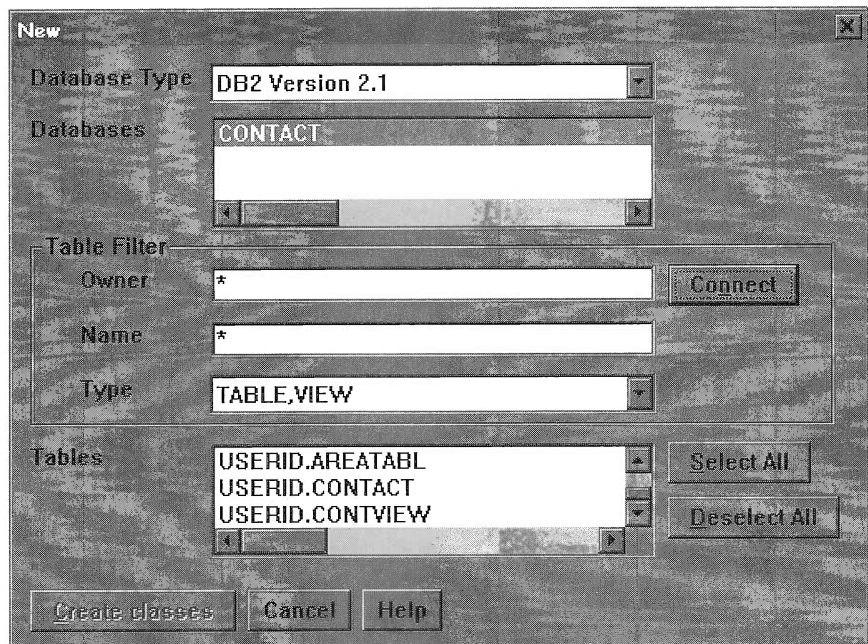 New
Database Type DB2 Version 2.1
Databases CONTACT
Table Filter
Owner *
Connect
Name *
Type TABLE,VIEW
Tables USERID.AREATABL
USERID.CONTACT
USERID.CONTVIEW
Select All
Deselect All
Create classes Cancel Help